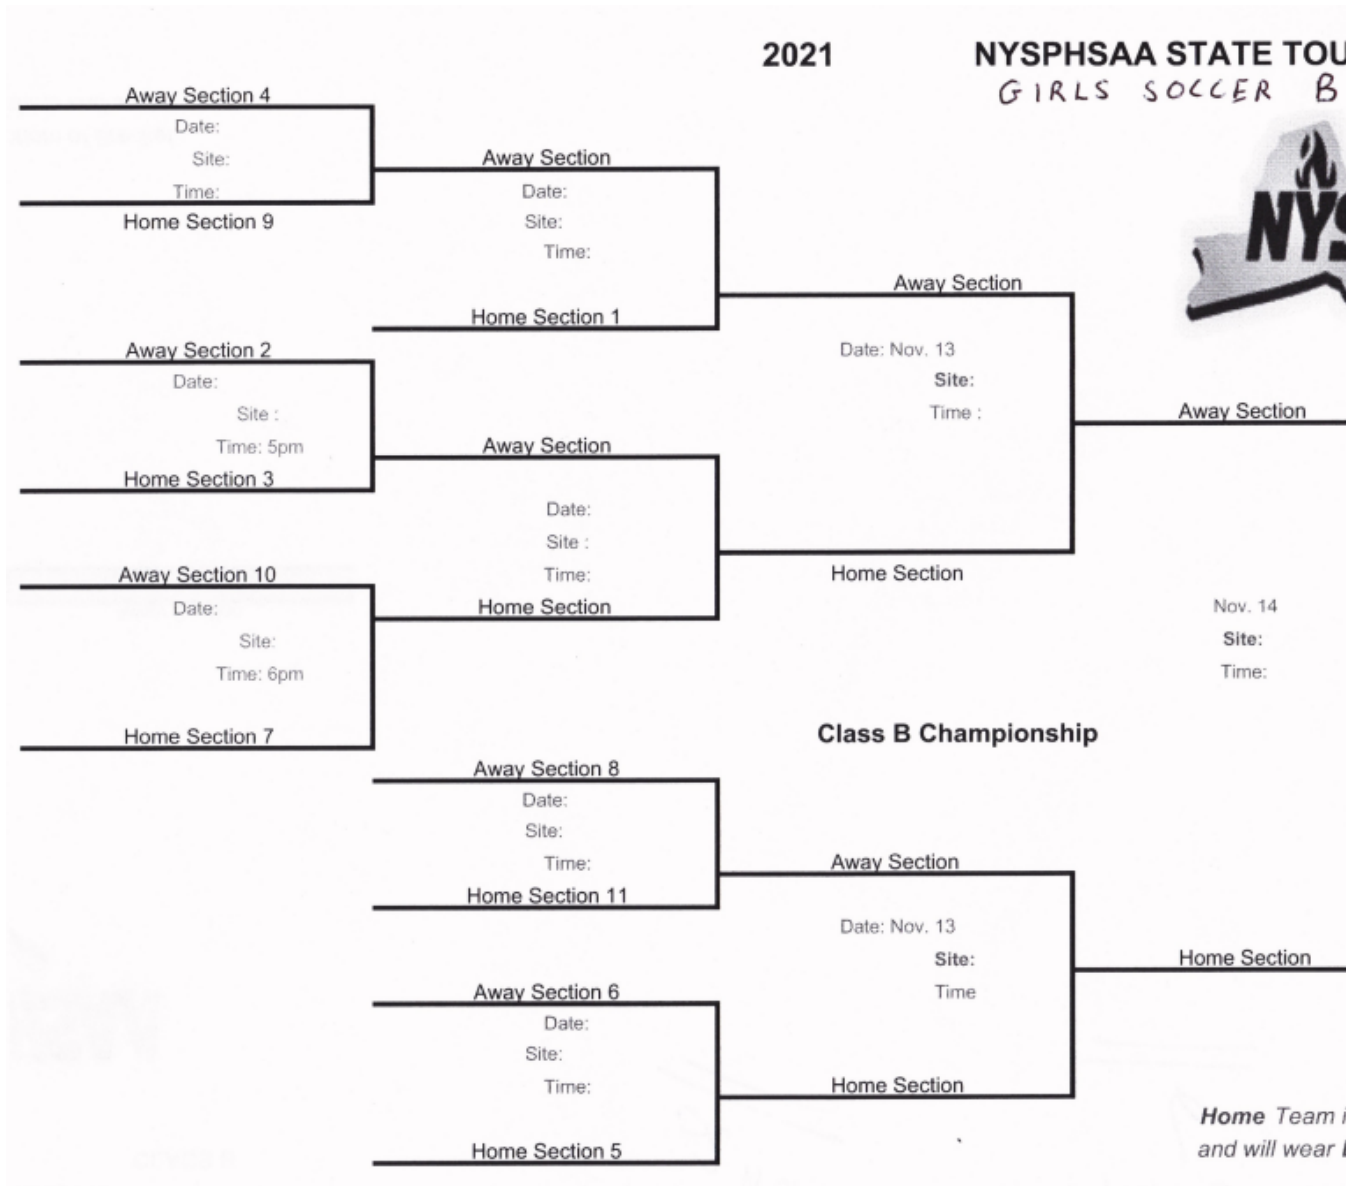 2021 NYSPHSAA STATE TOU
GIRLS SOCCER B
NYS
Away Section 4
Date:
Site:
Time:
Home Section 9
Away Section
Date:
Site:
Time:
Home Section 1
Away Section 2
Date:
Site :
Time: 5pm
Home Section 3
Away Section
Date:
Site :
Time:
Home Section
Away Section 10
Date:
Site:
Time: 6pm
Home Section 7
Away Section
Date: Nov. 13
Site:
Time :
Home Section
Away Section
Nov. 14
Site:
Time:
Class B Championship
Away Section 8
Date:
Site:
Time:
Home Section 11
Away Section
Date: Nov. 13
Site:
Time
Home Section
Away Section 6
Date:
Site:
Time:
Home Section 5
Home Section
Home Team i
and will wear